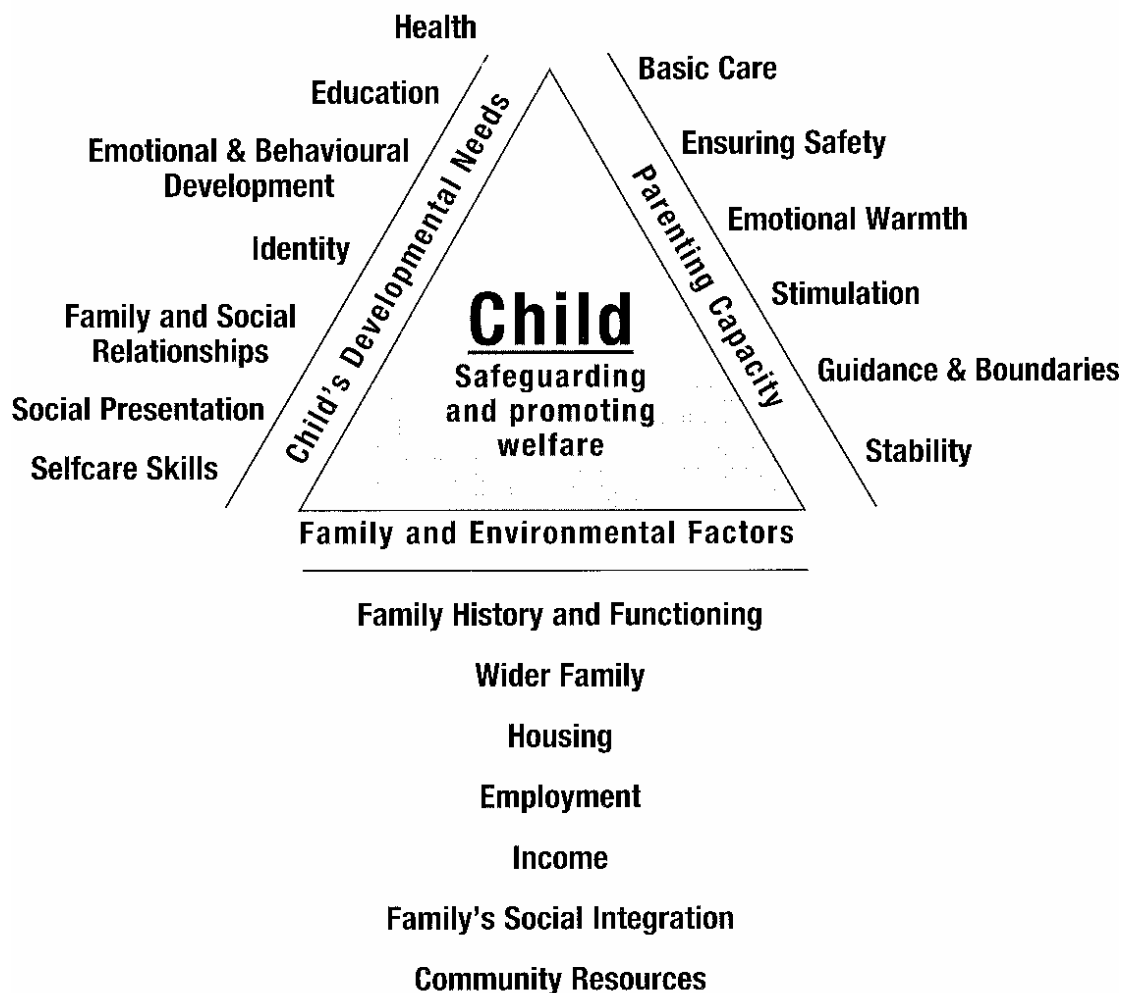 Health
Education
Emotional & Behavioural
Development
Identity
Family and Social
Relationships
Social Presentation
Selfcare Skills
Child's Developmental Needs
Basic Care
Ensuring Safety
Emotional Warmth
Stimulation
Guidance & Boundaries
Stability
Parenting Capacity
Child
Safeguarding
and promoting
welfare
Family and Environmental Factors
Family History and Functioning
Wider Family
Housing
Employment
Income
Family's Social Integration
Community Resources